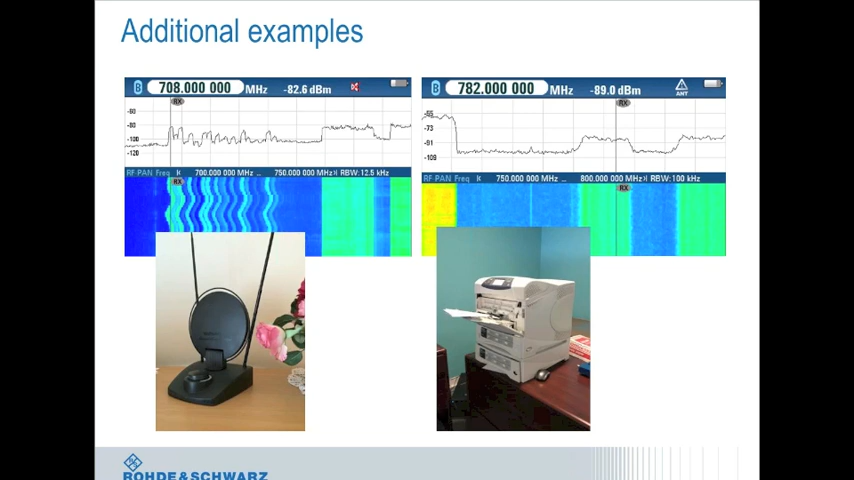 Additional examples
B 708.000 000 MHz -82.6 dBm
RX
-60
-80
-100
-120
RF-PAN Freq K 700.000 000 MHz ... 750.000 000 MHz RBW: 12.5 kHz
RX
B 782.000 000 MHz -89.0 dBm ANT
RX
-55
-73
-91
-109
RF-PAN Freq K 750.000 000 MHz ... 800.000 000 MHz RBW: 100 kHz
RX
ROHDE&SCHWARZ